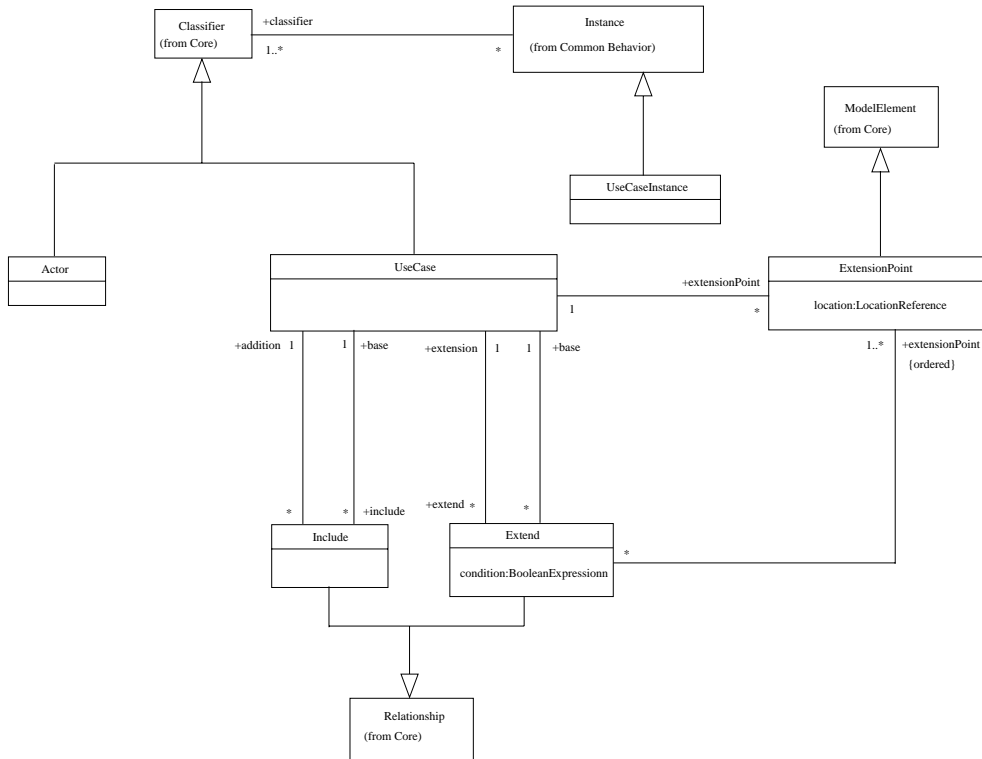 Classifier
(from Core)
+classifier
1..*
*
Instance
(from Common Behavior)
ModelElement
(from Core)
UseCaseInstance
Actor
UseCase
ExtensionPoint
location:LocationReference
+extensionPoint
1
*
+addition
1
1
+base
+extension
1
1
+base
1..*
+extensionPoint
{ordered}
*
*
+include
+extend
*
*
Include
Extend
condition:BooleanExpressionn
*
Relationship
(from Core)